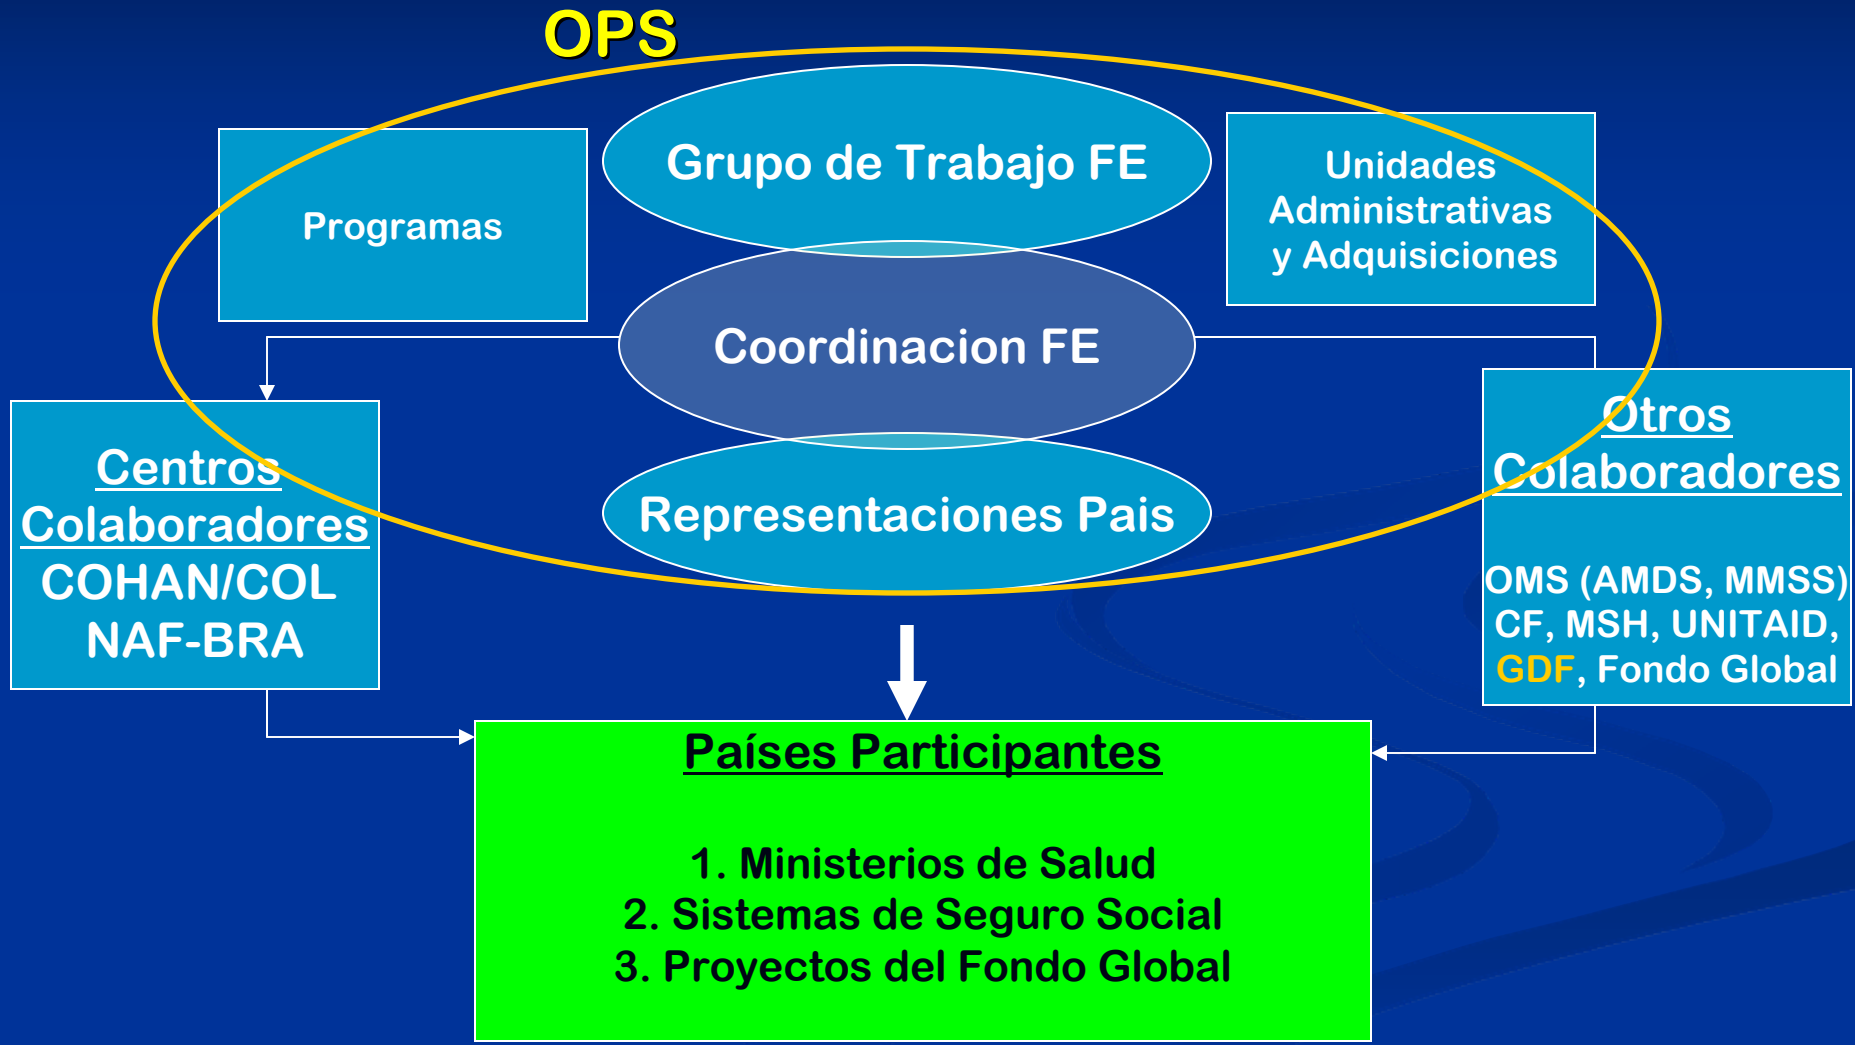 OPS
Grupo de Trabajo FE
Programas
Unidades
Administrativas
y Adquisiciones
Coordinacion FE
Representaciones Pais
Centros
Colaboradores
COHAN/COL
NAF-BRA
Otros
Colaboradores
OMS (AMDS, MMSS)
CF, MSH, UNITAID,
GDF, Fondo Global
Países Participantes
1. Ministerios de Salud
2. Sistemas de Seguro Social
3. Proyectos del Fondo Global